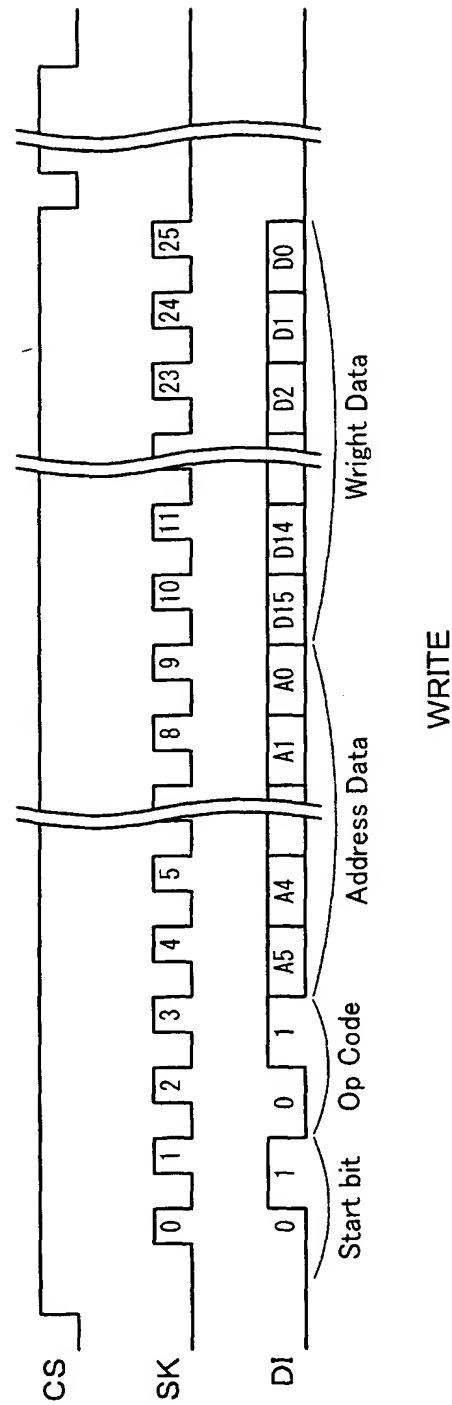 CS
SK
0 1 2 3 4 5 8 9 10 11 23 24 25
DI
0 1 0 1 A5 A4 A1 A0 D15 D14 D2 D1 D0
Start bit Op Code Address Data Wright Data
WRITE